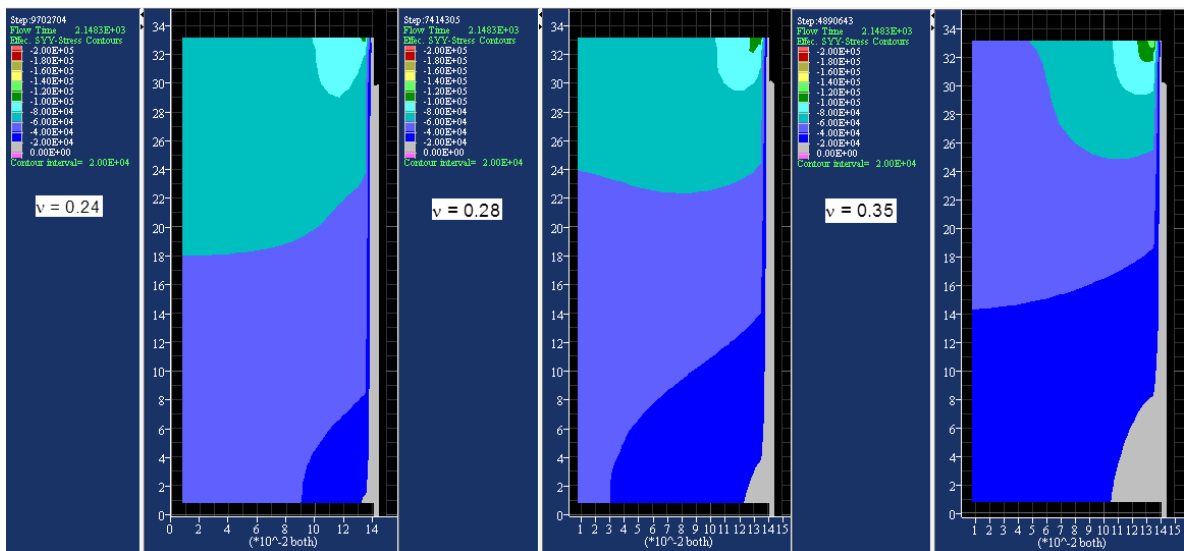 Step:9702704
Flow Time 2.1483E+03
Effec. SYY-Stress Contours
-2.00E+05
-1.80E+05
-1.60E+05
-1.40E+05
-1.20E+05
-1.00E+05
-8.00E+04
-6.00E+04
-4.00E+04
-2.00E+04
0.00E+00
Contour interval= 2.00E+04
ν = 0.24
34
32
30
28
26
24
22
20
18
16
14
12
10
8
6
4
2
0
0 2 4 6 8 10 12 14
(*10^-2 both)
Step:7414305
Flow Time 2.1483E+03
Effec. SYY-Stress Contours
-2.00E+05
-1.80E+05
-1.60E+05
-1.40E+05
-1.20E+05
-1.00E+05
-8.00E+04
-6.00E+04
-4.00E+04
-2.00E+04
0.00E+00
Contour interval= 2.00E+04
ν = 0.28
34
32
30
28
26
24
22
20
18
16
14
12
10
8
6
4
2
0
1 2 3 4 5 6 7 8 9 10 11 12 13 14 15
(*10^-2 both)
Step:4890643
Flow Time 2.1483E+03
Effec. SYY-Stress Contours
-2.00E+05
-1.80E+05
-1.60E+05
-1.40E+05
-1.20E+05
-1.00E+05
-8.00E+04
-6.00E+04
-4.00E+04
-2.00E+04
0.00E+00
Contour interval= 2.00E+04
ν = 0.35
34
32
30
28
26
24
22
20
18
16
14
12
10
8
6
4
2
0
1 2 3 4 5 6 7 8 9 10 11 12 13 14 15
(*10^-2 both)